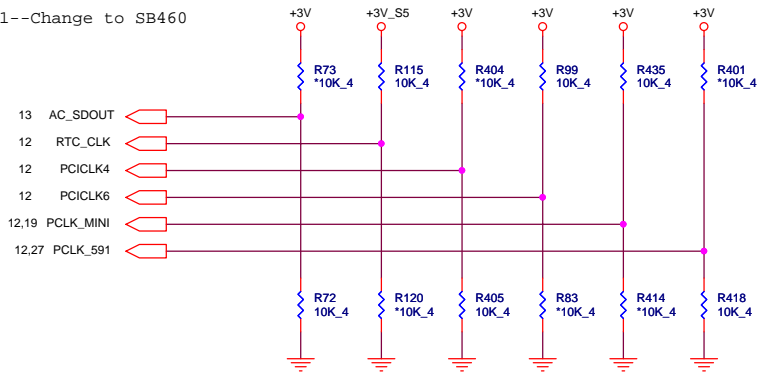 1--Change to SB460
+3V +3V_S5 +3V +3V +3V +3V
R73 R115 R404 R99 R435 R401
*10K_4 10K_4 *10K_4 10K_4 10K_4 *10K_4
13 AC_SDOUT
12 RTC_CLK
12 PCICLK4
12 PCICLK6
12,19 PCLK_MINI
12,27 PCLK_591
R72 R120 R405 R83 R414 R418
10K_4 *10K_4 10K_4 *10K_4 *10K_4 10K_4